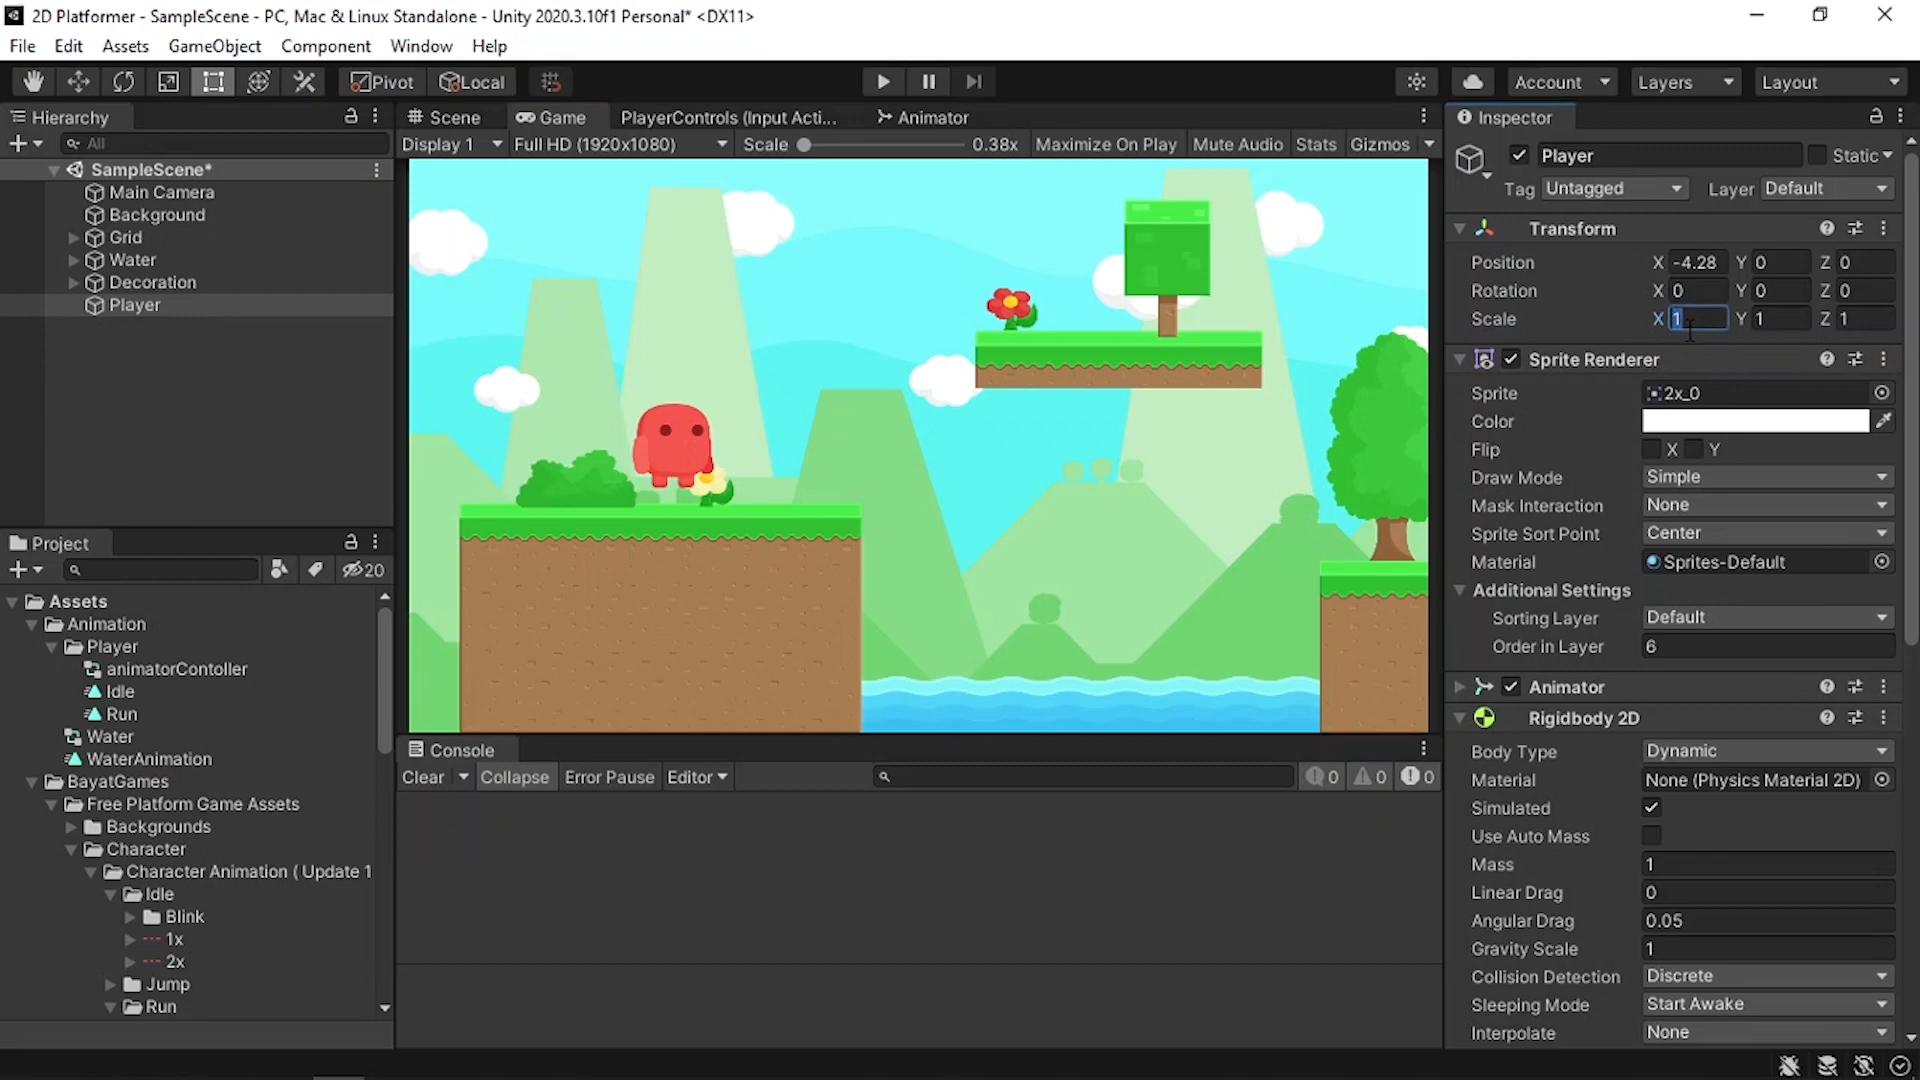 2D Platformer - SampleScene - PC, Mac & Linux Standalone - Unity 2020.3.10f1 Personal* <DX11>
File Edit Assets GameObject Component Window Help
Pivot Local Account Layers Layout
Hierarchy
All
SampleScene*
Main Camera
Background
Grid
Water
Decoration
Player
Project
20
Assets
Animation
Player
animatorContoller
Idle
Run
Water
WaterAnimation
BayatGames
Free Platform Game Assets
Backgrounds
Character
Character Animation ( Update 1
Idle
Blink
1x
2x
Jump
Run
Scene Game PlayerControls (Input Acti... Animator
Display 1 Full HD (1920x1080) Scale 0.38x Maximize On Play Mute Audio Stats Gizmos
Console
Clear Collapse Error Pause Editor 0 0 0
Inspector
Player Static
Tag Untagged Layer Default
Transform
Position X -4.28 Y 0 Z 0
Rotation X 0 Y 0 Z 0
Scale X 1 Y 1 Z 1
Sprite Renderer
Sprite 2x_0
Color
Flip X Y
Draw Mode Simple
Mask Interaction None
Sprite Sort Point Center
Material Sprites-Default
Additional Settings
Sorting Layer Default
Order in Layer 6
Animator
Rigidbody 2D
Body Type Dynamic
Material None (Physics Material 2D)
Simulated
Use Auto Mass
Mass 1
Linear Drag 0
Angular Drag 0.05
Gravity Scale 1
Collision Detection Discrete
Sleeping Mode Start Awake
Interpolate None